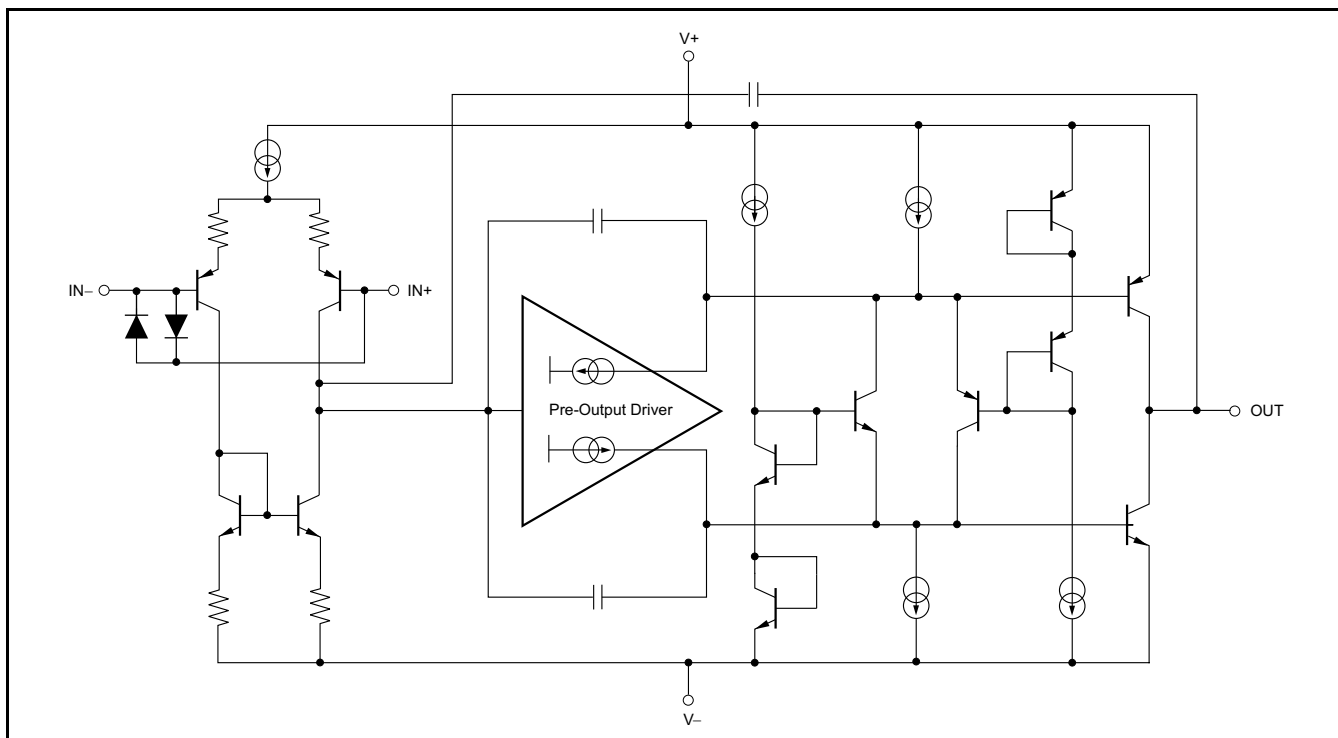 V+
IN–
IN+
Pre-Output Driver
OUT
V–